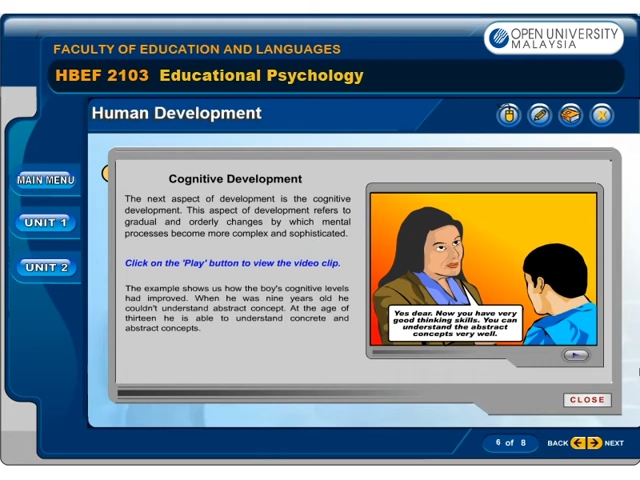 OPEN UNIVERSITY
MALAYSIA
FACULTY OF EDUCATION AND LANGUAGES
HBEF 2103 Educational Psychology
Human Development
MAIN MENU
UNIT 1
UNIT 2
Cognitive Development
The next aspect of development is the cognitive
development. This aspect of development refers to
gradual and orderly changes by which mental
processes become more complex and sophisticated.
Click on the 'Play' button to view the video clip.
The example shows us how the boy's cognitive levels
had improved. When he was nine years old he
couldn't understand abstract concept. At the age of
thirteen he is able to understand concrete and
abstract concepts.
Yes dear. Now you have very
good thinking skills. You can
understand the abstract
concepts very well.
CLOSE
6 of 8
BACK NEXT